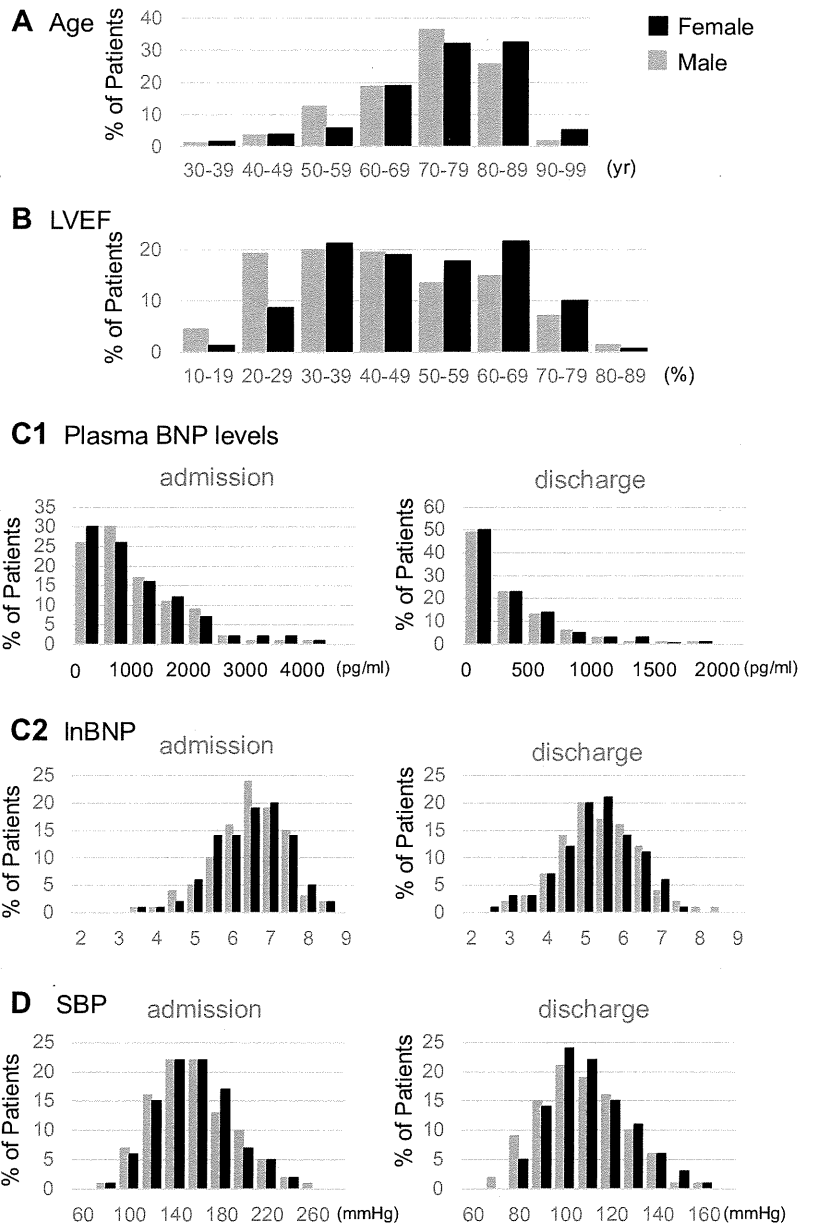 A Age
% of Patients
40
30
20
10
0
30-39 40-49 50-59 60-69 70-79 80-89 90-99 (yr)
Female
Male
B LVEF
% of Patients
20
10
0
10-19 20-29 30-39 40-49 50-59 60-69 70-79 80-89 (%)
C1 Plasma BNP levels
admission
% of Patients
35
30
25
20
15
10
5
0
0 1000 2000 3000 4000 (pg/ml)
discharge
% of Patients
60
50
40
30
20
10
0
0 500 1000 1500 2000 (pg/ml)
C2 lnBNP
admission
% of Patients
25
20
15
10
5
0
2 3 4 5 6 7 8 9
discharge
% of Patients
25
20
15
10
5
0
2 3 4 5 6 7 8 9
D SBP
admission
% of Patients
25
20
15
10
5
0
60 100 140 180 220 260 (mmHg)
discharge
% of Patients
25
20
15
10
5
0
60 80 100 120 140 160 (mmHg)